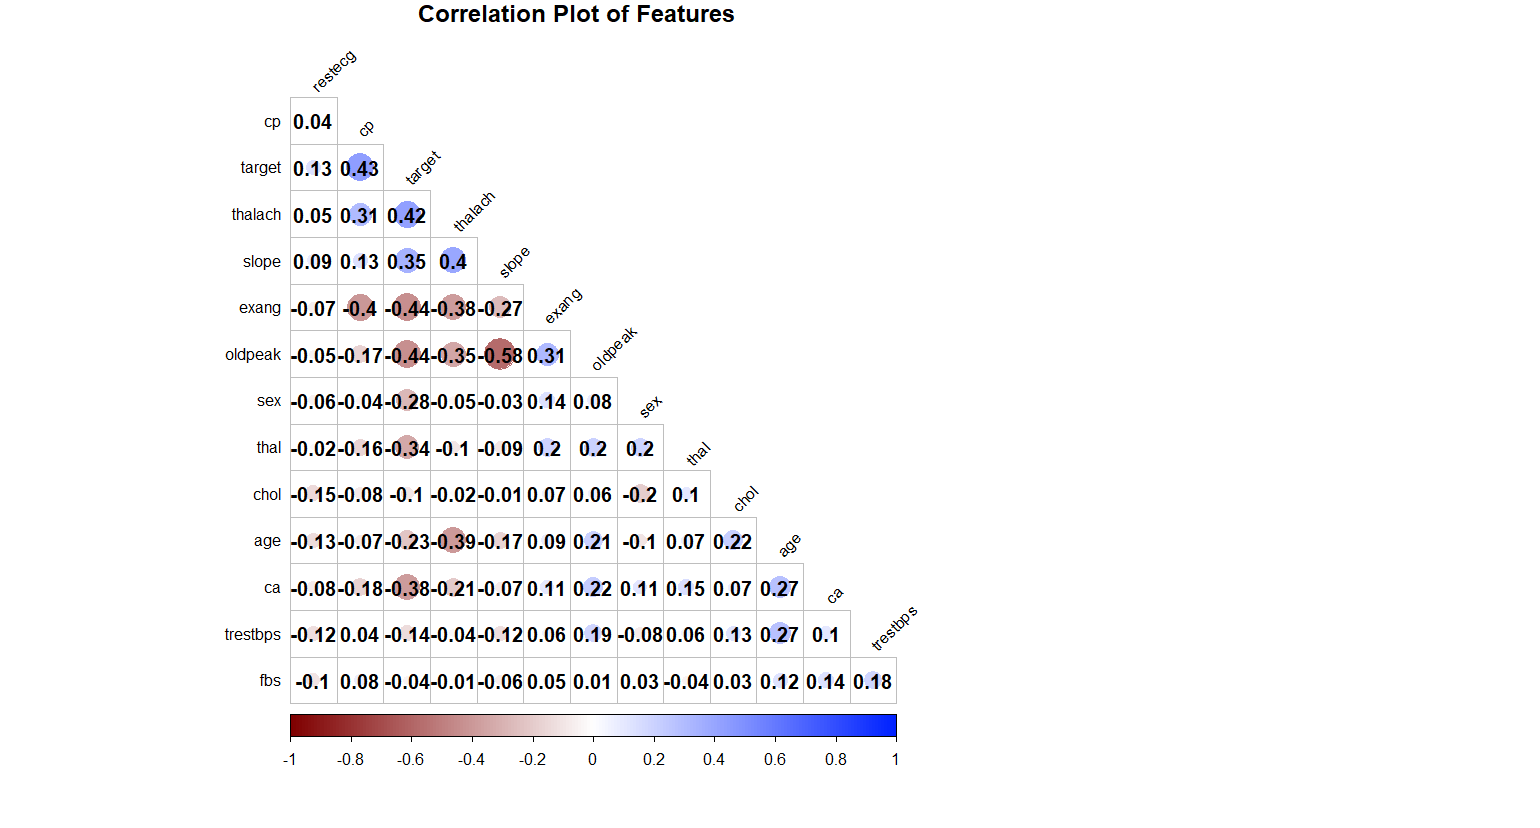 Correlation Plot of Features
restecg
cp 0.04 cp
target 0.13 0.43 target
thalach 0.05 0.31 0.42 thalach
slope 0.09 0.13 0.35 0.4 slope
exang -0.07 -0.4 -0.44 -0.38 -0.27 exang
oldpeak -0.05 -0.17 -0.44 -0.35 -0.58 0.31 oldpeak
sex -0.06 -0.04 -0.28 -0.05 -0.03 0.14 0.08 sex
thal -0.02 -0.16 -0.34 -0.1 -0.09 0.2 0.2 0.2 thal
chol -0.15 -0.08 -0.1 -0.02 -0.01 0.07 0.06 -0.2 0.1 chol
age -0.13 -0.07 -0.23 -0.39 -0.17 0.09 0.21 -0.1 0.07 0.22 age
ca -0.08 -0.18 -0.38 -0.21 -0.07 0.11 0.22 0.11 0.15 0.07 0.27 ca
trestbps -0.12 0.04 -0.14 -0.04 -0.12 0.06 0.19 -0.08 0.06 0.13 0.27 0.1 trestbps
fbs -0.1 0.08 -0.04 -0.01 -0.06 0.05 0.01 0.03 -0.04 0.03 0.12 0.14 0.18
-1 -0.8 -0.6 -0.4 -0.2 0 0.2 0.4 0.6 0.8 1